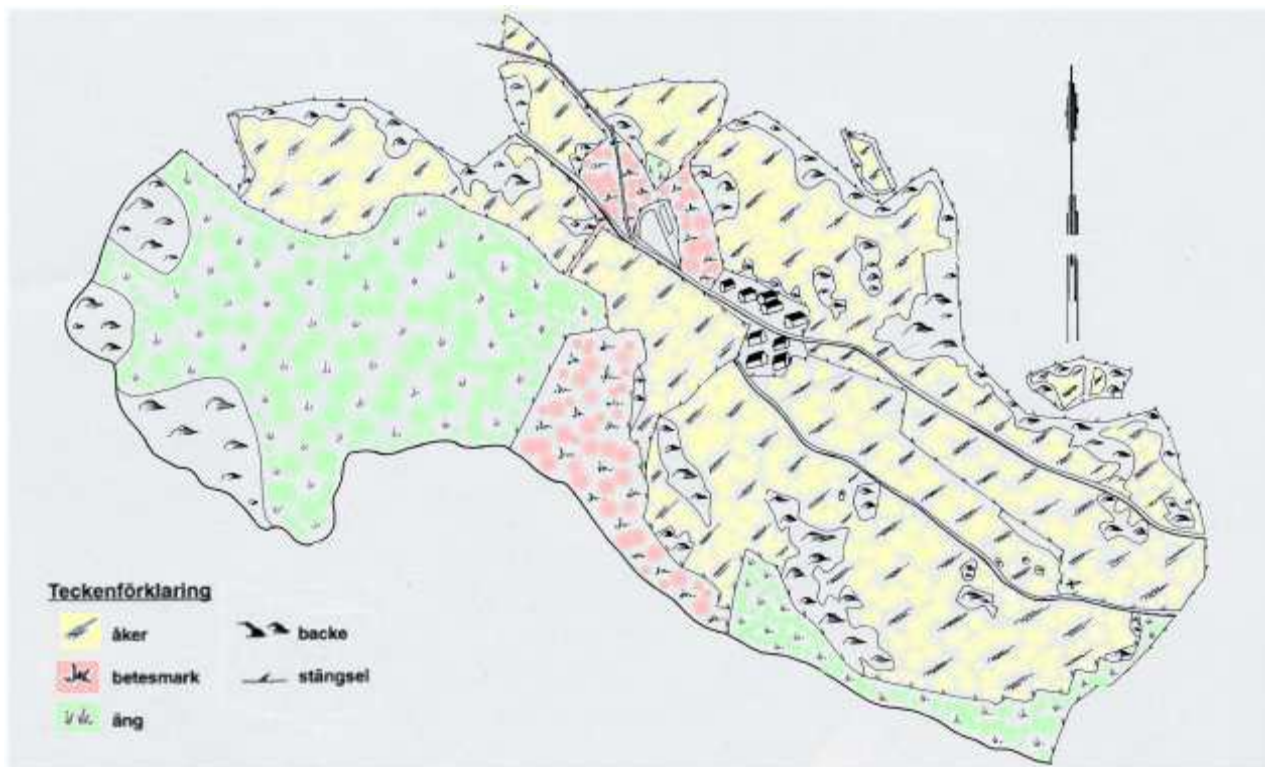 Teckenförklaring
åker
betesmark
äng
backe
stängsel